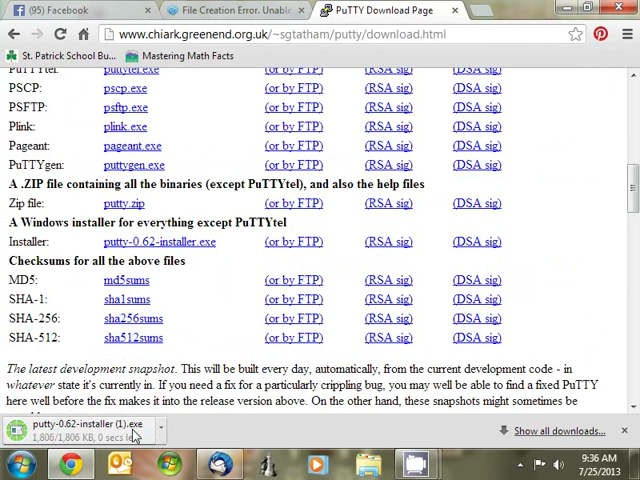 (95) Facebook
File Creation Error. Unable
PuTTY Download Page
www.chiark.greenend.org.uk/~sgtatham/putty/download.html
St. Patrick School Bu...
Mastering Math Facts
PuTTYtel: puttytel.exe (or by FTP) (RSA sig) (DSA sig)
PSCP: pscp.exe (or by FTP) (RSA sig) (DSA sig)
PSFTP: psftp.exe (or by FTP) (RSA sig) (DSA sig)
Plink: plink.exe (or by FTP) (RSA sig) (DSA sig)
Pageant: pageant.exe (or by FTP) (RSA sig) (DSA sig)
PuTTYgen: puttygen.exe (or by FTP) (RSA sig) (DSA sig)
A .ZIP file containing all the binaries (except PuTTYtel), and also the help files
Zip file: putty.zip (or by FTP) (RSA sig) (DSA sig)
A Windows installer for everything except PuTTYtel
Installer: putty-0.62-installer.exe (or by FTP) (RSA sig) (DSA sig)
Checksums for all the above files
MD5: md5sums (or by FTP) (RSA sig) (DSA sig)
SHA-1: sha1sums (or by FTP) (RSA sig) (DSA sig)
SHA-256: sha256sums (or by FTP) (RSA sig) (DSA sig)
SHA-512: sha512sums (or by FTP) (RSA sig) (DSA sig)
The latest development snapshot. This will be built every day, automatically, from the current development code - in
whatever state it's currently in. If you need a fix for a particularly crippling bug, you may well be able to find a fixed PuTTY
here well before the fix makes it into the release version above. On the other hand, these snapshots might sometimes be
putty-0.62-installer (1).exe
1,806/1,806 KB, 0 secs
Show all downloads...
9:36 AM
7/25/2013